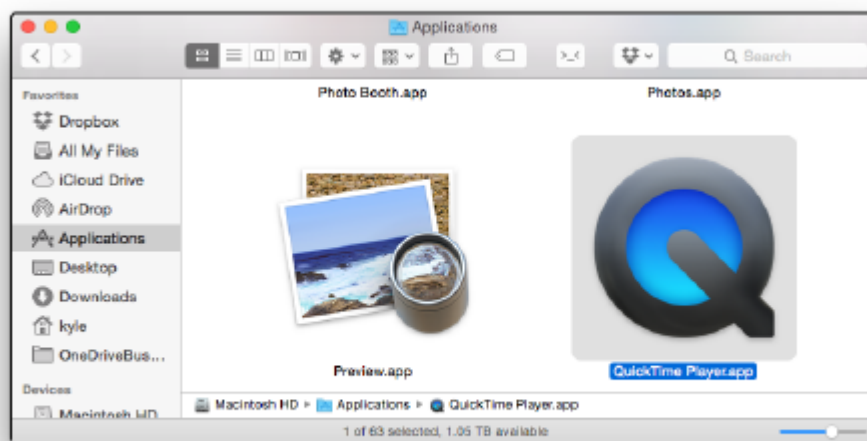 Applications
Search
Favorites
Dropbox
All My Files
iCloud Drive
AirDrop
Applications
Desktop
Downloads
kyle
OneDriveBus...
Devices
Macintosh HD
Photo Booth.app
Photos.app
Preview.app
QuickTime Player.app
Macintosh HD ▸ Applications ▸ QuickTime Player.app
1 of 63 selected, 1.05 TB available